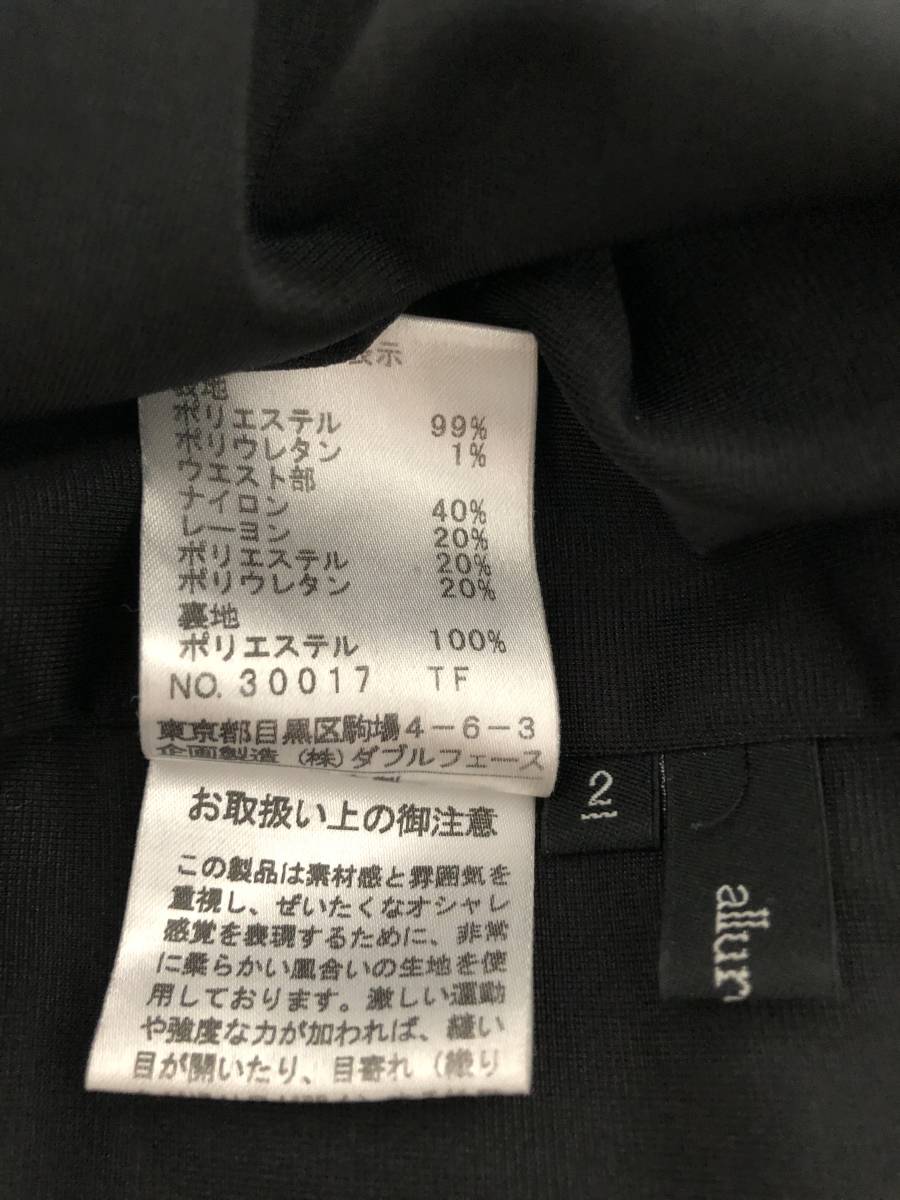 表示
表地
ポリエステル 99%
ポリウレタン 1%
ウエスト部
ナイロン 40%
レーヨン 20%
ポリエステル 20%
ポリウレタン 20%
裏地
ポリエステル 100%
NO. 30017 TF
東京都目黒区駒場4-6-3
企画製造 (株)ダブルフェース
お取扱い上の御注意
この製品は素材感と雰囲気を
重視し、ぜいたくなオシャレ
感覚を表現するために、非常
に柔らかい風合いの生地を使
用しております。激しい運動
や強度な力が加われば、縫い
目が開いたり、目寄れ(織り
2
allur